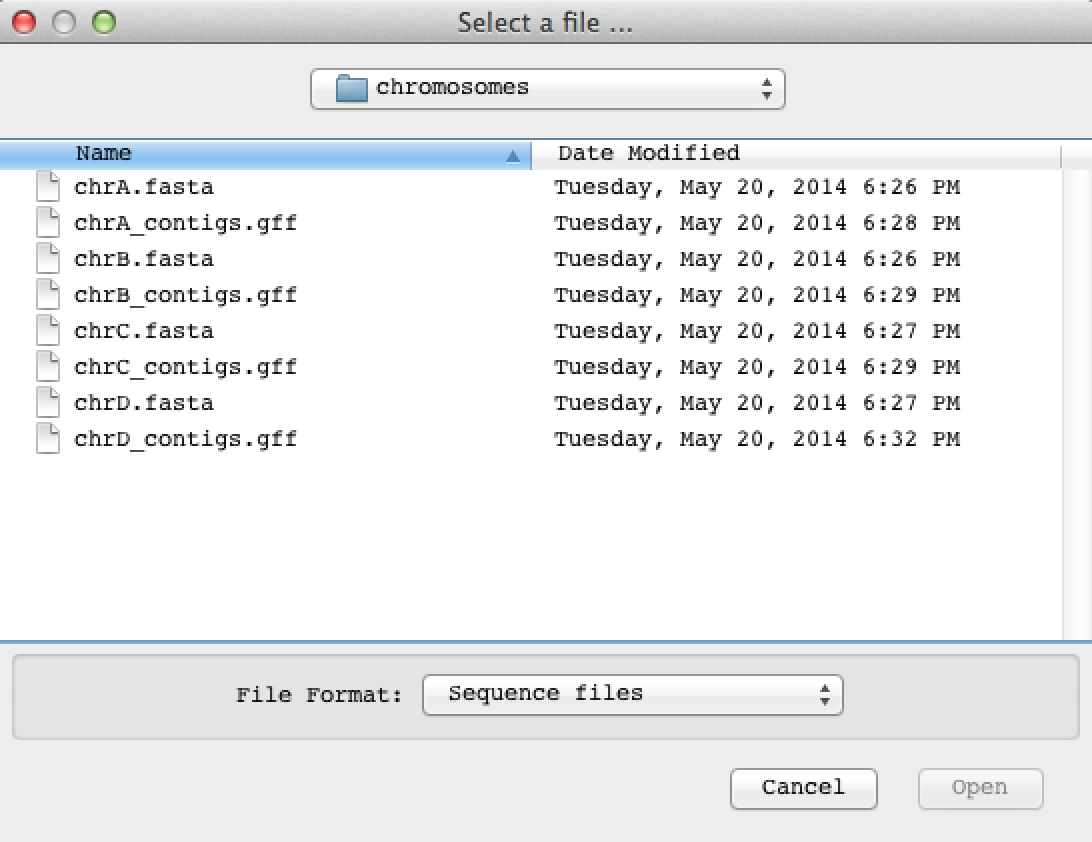 Select a file ...
chromosomes
Name Date Modified
chrA.fasta Tuesday, May 20, 2014 6:26 PM
chrA_contigs.gff Tuesday, May 20, 2014 6:28 PM
chrB.fasta Tuesday, May 20, 2014 6:26 PM
chrB_contigs.gff Tuesday, May 20, 2014 6:29 PM
chrC.fasta Tuesday, May 20, 2014 6:27 PM
chrC_contigs.gff Tuesday, May 20, 2014 6:29 PM
chrD.fasta Tuesday, May 20, 2014 6:27 PM
chrD_contigs.gff Tuesday, May 20, 2014 6:32 PM
File Format: Sequence files
Cancel Open